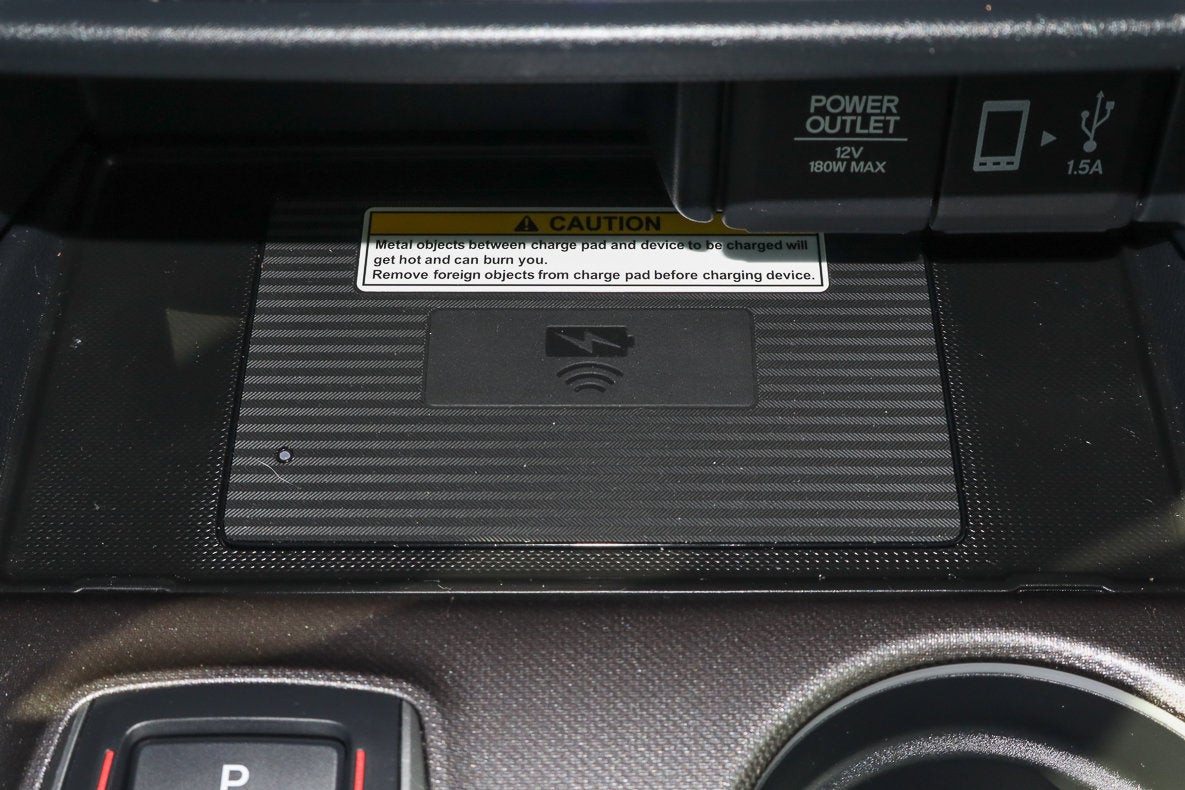 POWER
OUTLET
12V
180W MAX
1.5A
CAUTION
Metal objects between charge pad and device to be charged will
get hot and can burn you.
Remove foreign objects from charge pad before charging device.
P